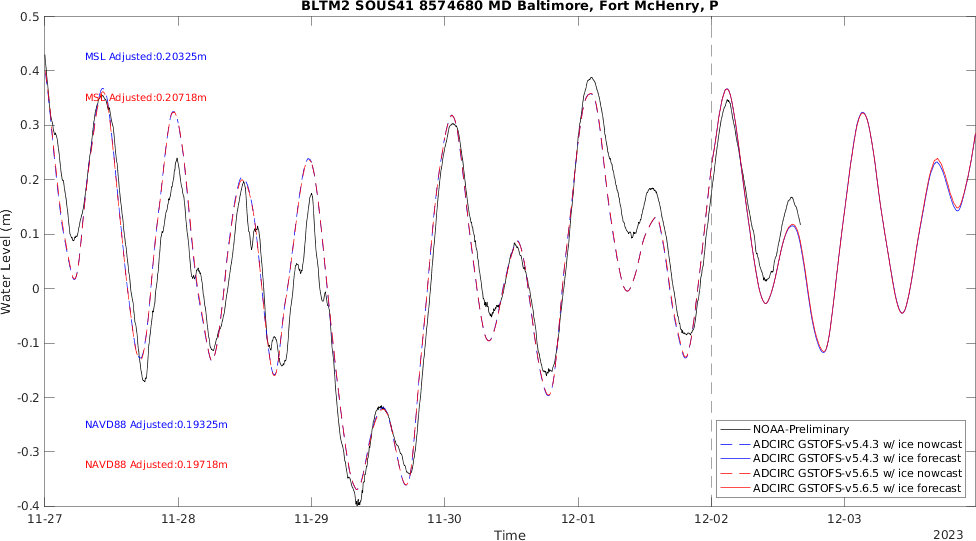 BLTM2 SOUS41 8574680 MD Baltimore, Fort McHenry, P
0.5
0.4
0.3
0.2
0.1
0
-0.1
-0.2
-0.3
-0.4
Water Level (m)
MSL Adjusted:0.20325m
MSL Adjusted:0.20718m
NAVD88 Adjusted:0.19325m
NAVD88 Adjusted:0.19718m
NOAA-Preliminary
ADCIRC GSTOFS-v5.4.3 w/ ice nowcast
ADCIRC GSTOFS-v5.4.3 w/ ice forecast
ADCIRC GSTOFS-v5.6.5 w/ ice nowcast
ADCIRC GSTOFS-v5.6.5 w/ ice forecast
11-27 11-28 11-29 11-30 12-01 12-02 12-03
Time
2023